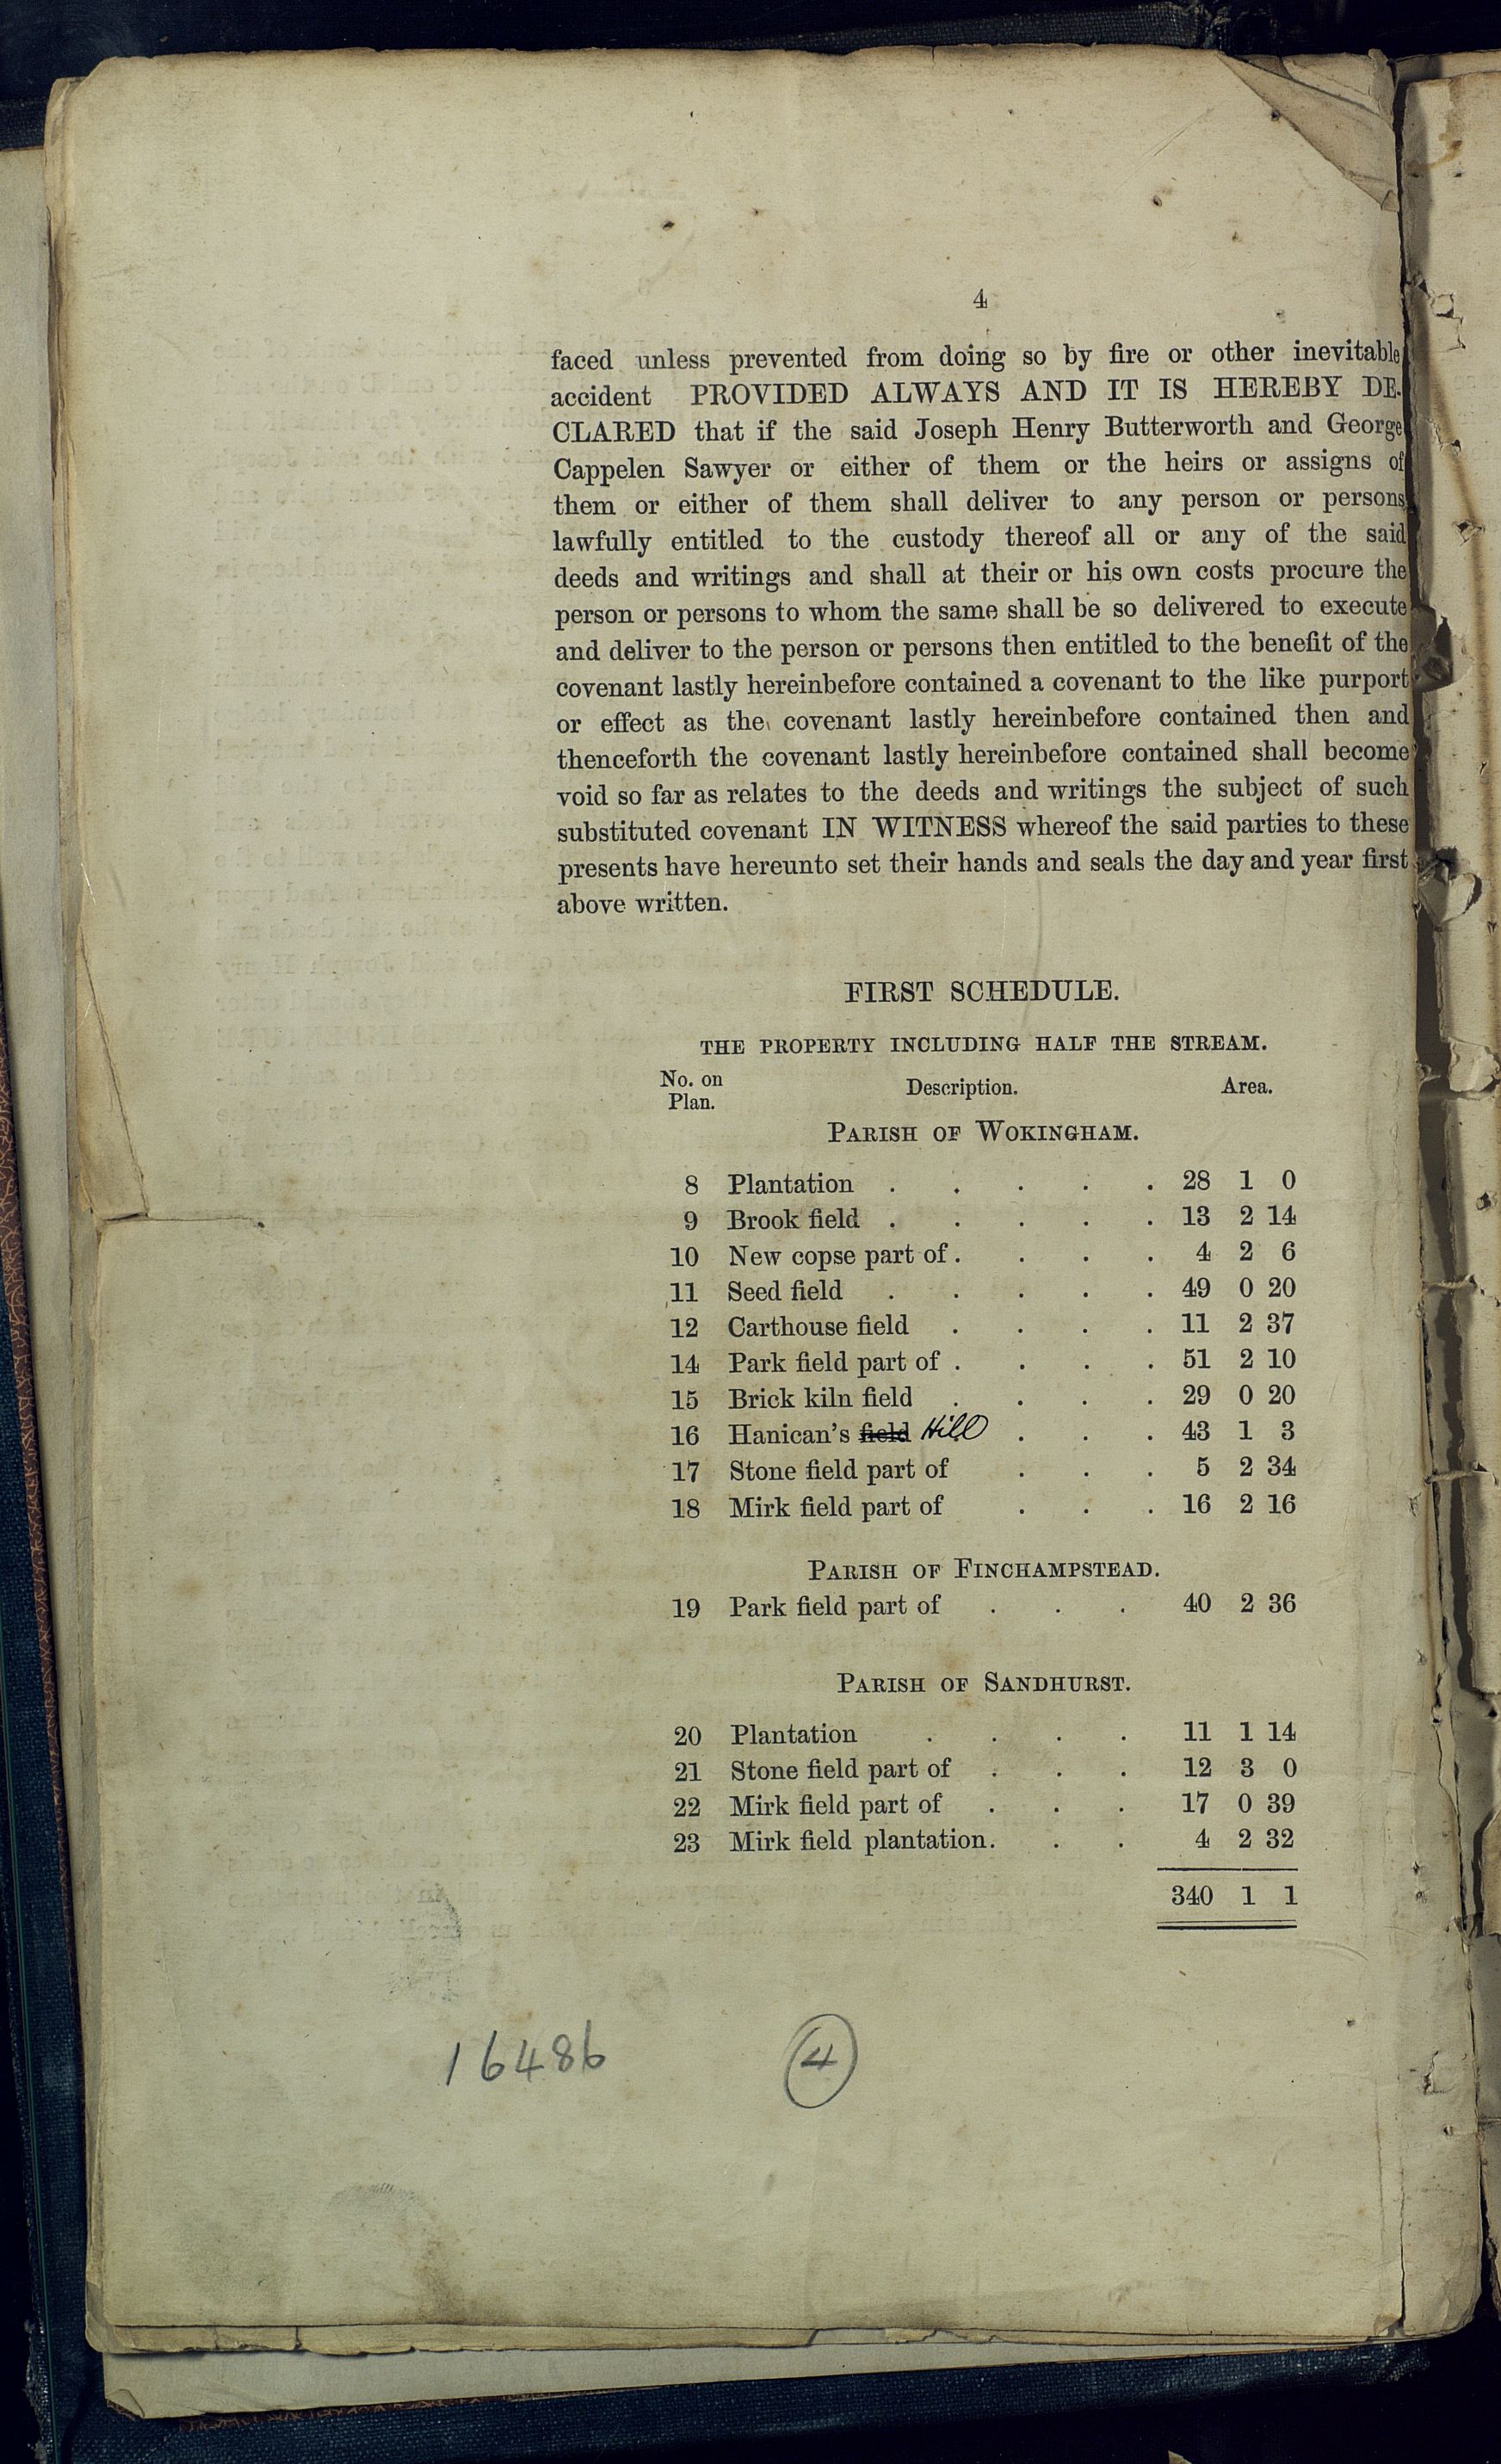 4
faced unless prevented from doing so by fire or other inevitable
accident PROVIDED ALWAYS AND IT IS HEREBY DE-
CLARED that if the said Joseph Henry Butterworth and George
Cappelen Sawyer or either of them or the heirs or assigns of
them or either of them shall deliver to any person or persons
lawfully entitled to the custody thereof all or any of the said
deeds and writings and shall at their or his own costs procure the
person or persons to whom the same shall be so delivered to execute
and deliver to the person or persons then entitled to the benefit of the
covenant lastly hereinbefore contained a covenant to the like purport
or effect as the covenant lastly hereinbefore contained then and
thenceforth the covenant lastly hereinbefore contained shall become
void so far as relates to the deeds and writings the subject of such
substituted covenant IN WITNESS whereof the said parties to these
presents have hereunto set their hands and seals the day and year first
above written.
FIRST SCHEDULE.
THE PROPERTY INCLUDING HALF THE STREAM.
No. on Plan. Description. Area.
PARISH OF WOKINGHAM.
8 Plantation . . . . . 28 1 0
9 Brook field . . . . . 13 2 14
10 New copse part of . . . . 4 2 6
11 Seed field . . . . . 49 0 20
12 Carthouse field . . . . 11 2 37
14 Park field part of . . . . 51 2 10
15 Brick kiln field . . . . 29 0 20
16 Hanican's field Hill . . . 43 1 3
17 Stone field part of . . . 5 2 34
18 Mirk field part of . . . 16 2 16
PARISH OF FINCHAMPSTEAD.
19 Park field part of . . . 40 2 36
PARISH OF SANDHURST.
20 Plantation . . . . 11 1 14
21 Stone field part of . . . 12 3 0
22 Mirk field part of . . . 17 0 39
23 Mirk field plantation . . . 4 2 32
340 1 1
16486 4